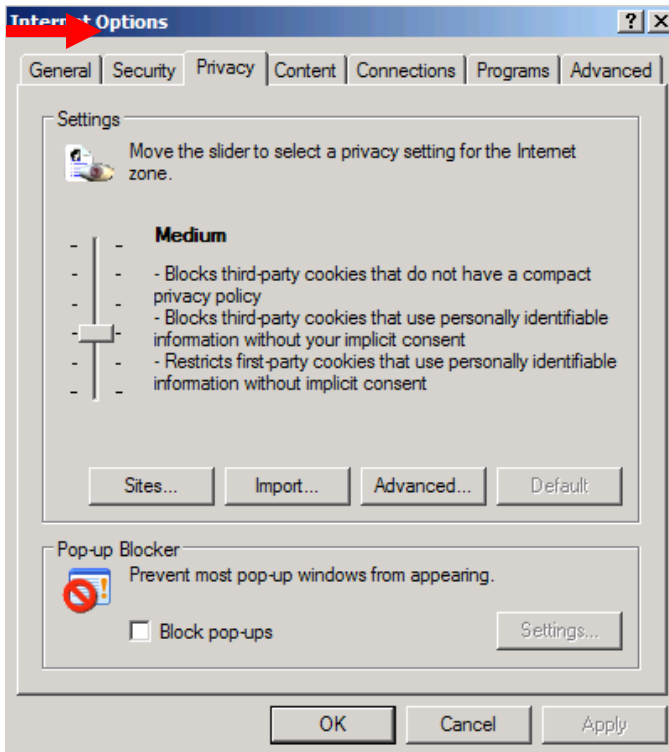 Internet Options
General Security Privacy Content Connections Programs Advanced
Settings
Move the slider to select a privacy setting for the Internet
zone.
Medium
- Blocks third-party cookies that do not have a compact
privacy policy
- Blocks third-party cookies that use personally identifiable
information without your implicit consent
- Restricts first-party cookies that use personally identifiable
information without implicit consent
Sites... Import... Advanced... Default
Pop-up Blocker
Prevent most pop-up windows from appearing.
Block pop-ups
Settings...
OK Cancel Apply